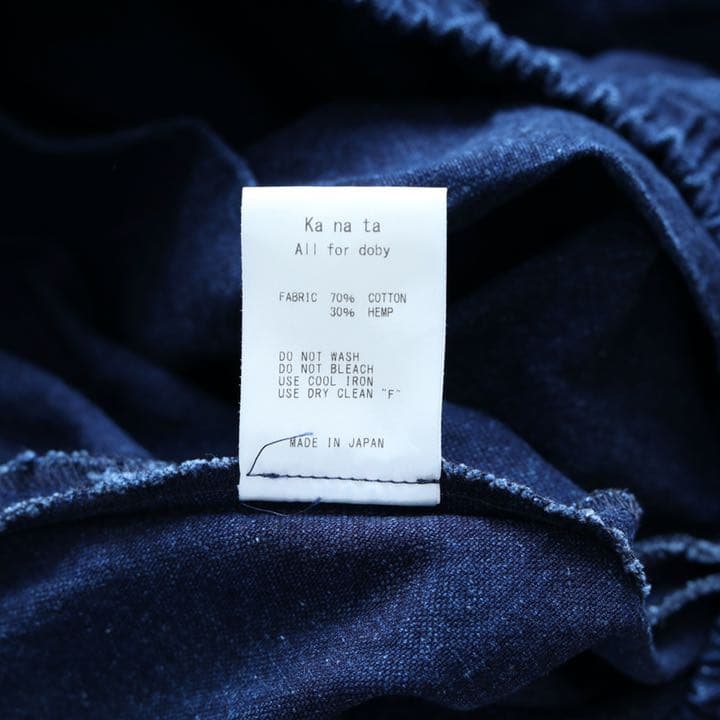 Ka na ta
All for doby
FABRIC 70% COTTON
30% HEMP
DO NOT WASH
DO NOT BLEACH
USE COOL IRON
USE DRY CLEAN "F"
MADE IN JAPAN